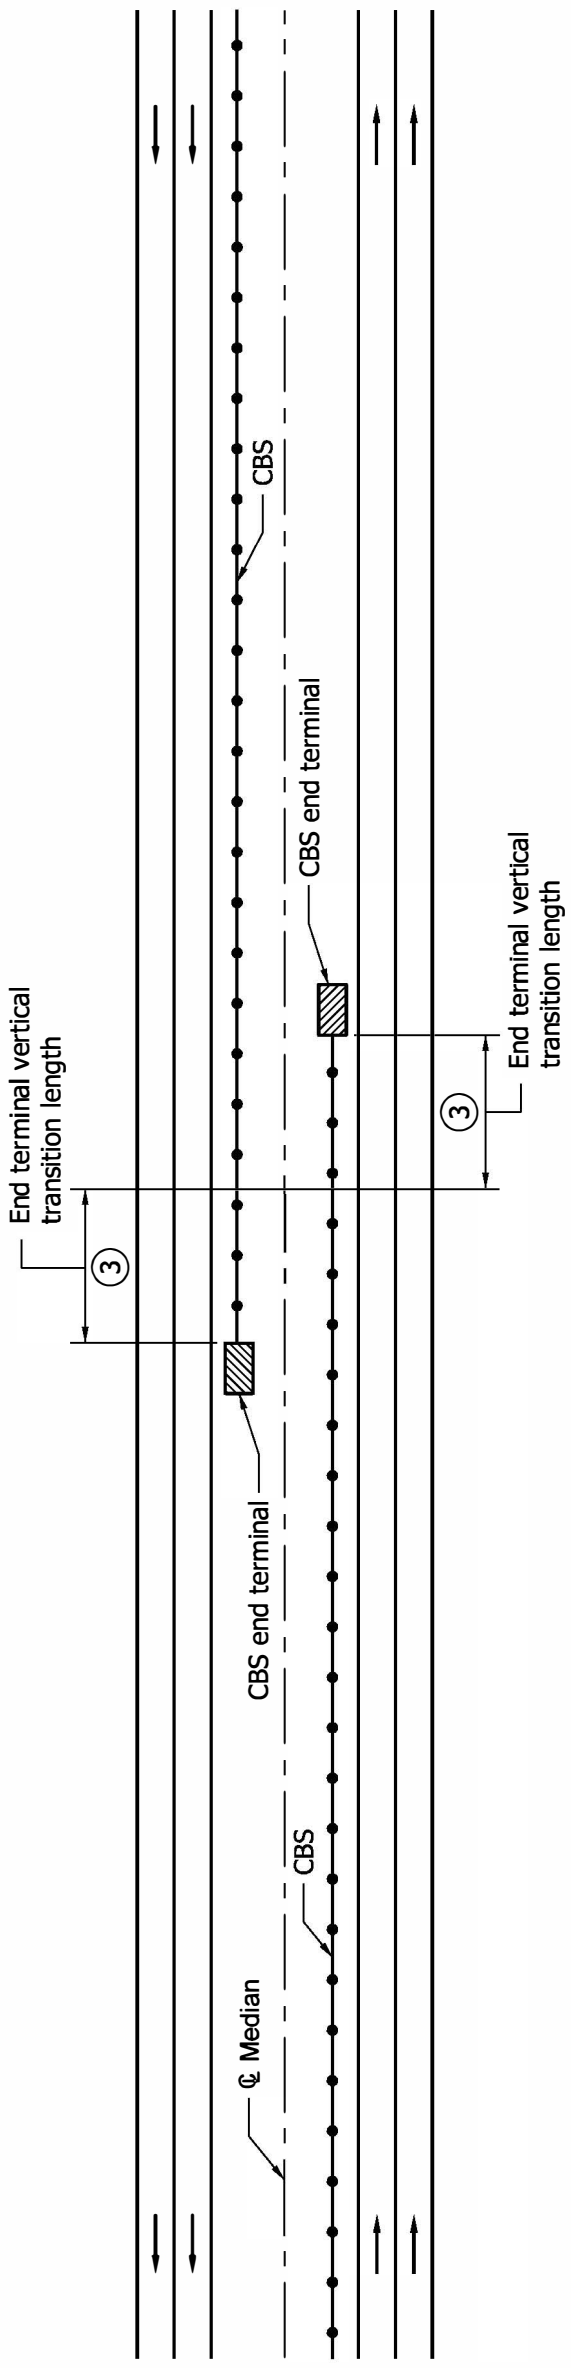 CBS
CBS end terminal
End terminal vertical
transition length
3
End terminal vertical
transition length
3
CBS end terminal
CBS
℄ Median